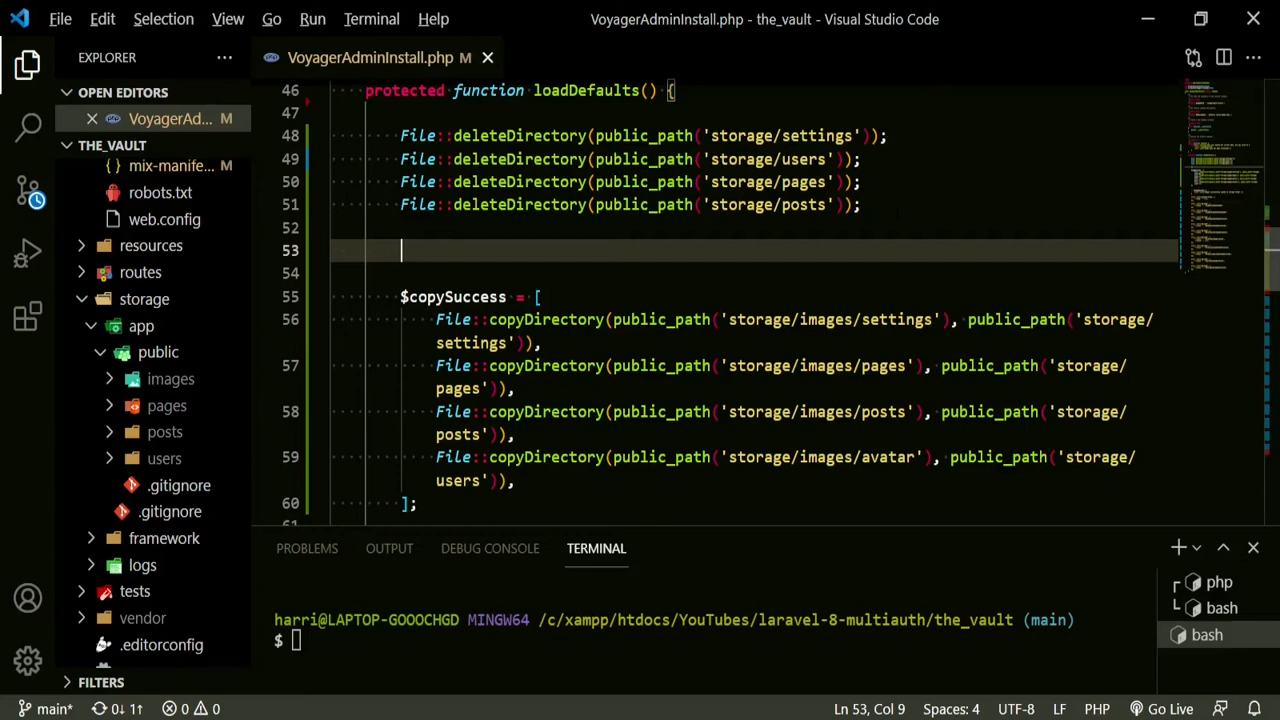 File Edit Selection View Go Run Terminal Help VoyagerAdminInstall.php - the_vault - Visual Studio Code
EXPLORER ...
OPEN EDITORS
VoyagerAd... M
THE_VAULT
mix-manife... M
robots.txt
web.config
resources
routes
storage
app
public
images
pages
posts
users
.gitignore
.gitignore
framework
logs
tests
vendor
.editorconfig
FILTERS
VoyagerAdminInstall.php M
46 protected function loadDefaults() {
47
48 File::deleteDirectory(public_path('storage/settings'));
49 File::deleteDirectory(public_path('storage/users'));
50 File::deleteDirectory(public_path('storage/pages'));
51 File::deleteDirectory(public_path('storage/posts'));
52
53
54
55 $copySuccess = [
56 File::copyDirectory(public_path('storage/images/settings'), public_path('storage/
settings')),
57 File::copyDirectory(public_path('storage/images/pages'), public_path('storage/
pages')),
58 File::copyDirectory(public_path('storage/images/posts'), public_path('storage/
posts')),
59 File::copyDirectory(public_path('storage/images/avatar'), public_path('storage/
users')),
60 ];
61
PROBLEMS OUTPUT DEBUG CONSOLE TERMINAL
harri@LAPTOP-GOOOCHGD MINGW64 /c/xampp/htdocs/YouTubes/laravel-8-multiauth/the_vault (main)
$
php
bash
bash
main* 0↓ 1↑ 0 0 Ln 53, Col 9 Spaces: 4 UTF-8 LF PHP Go Live